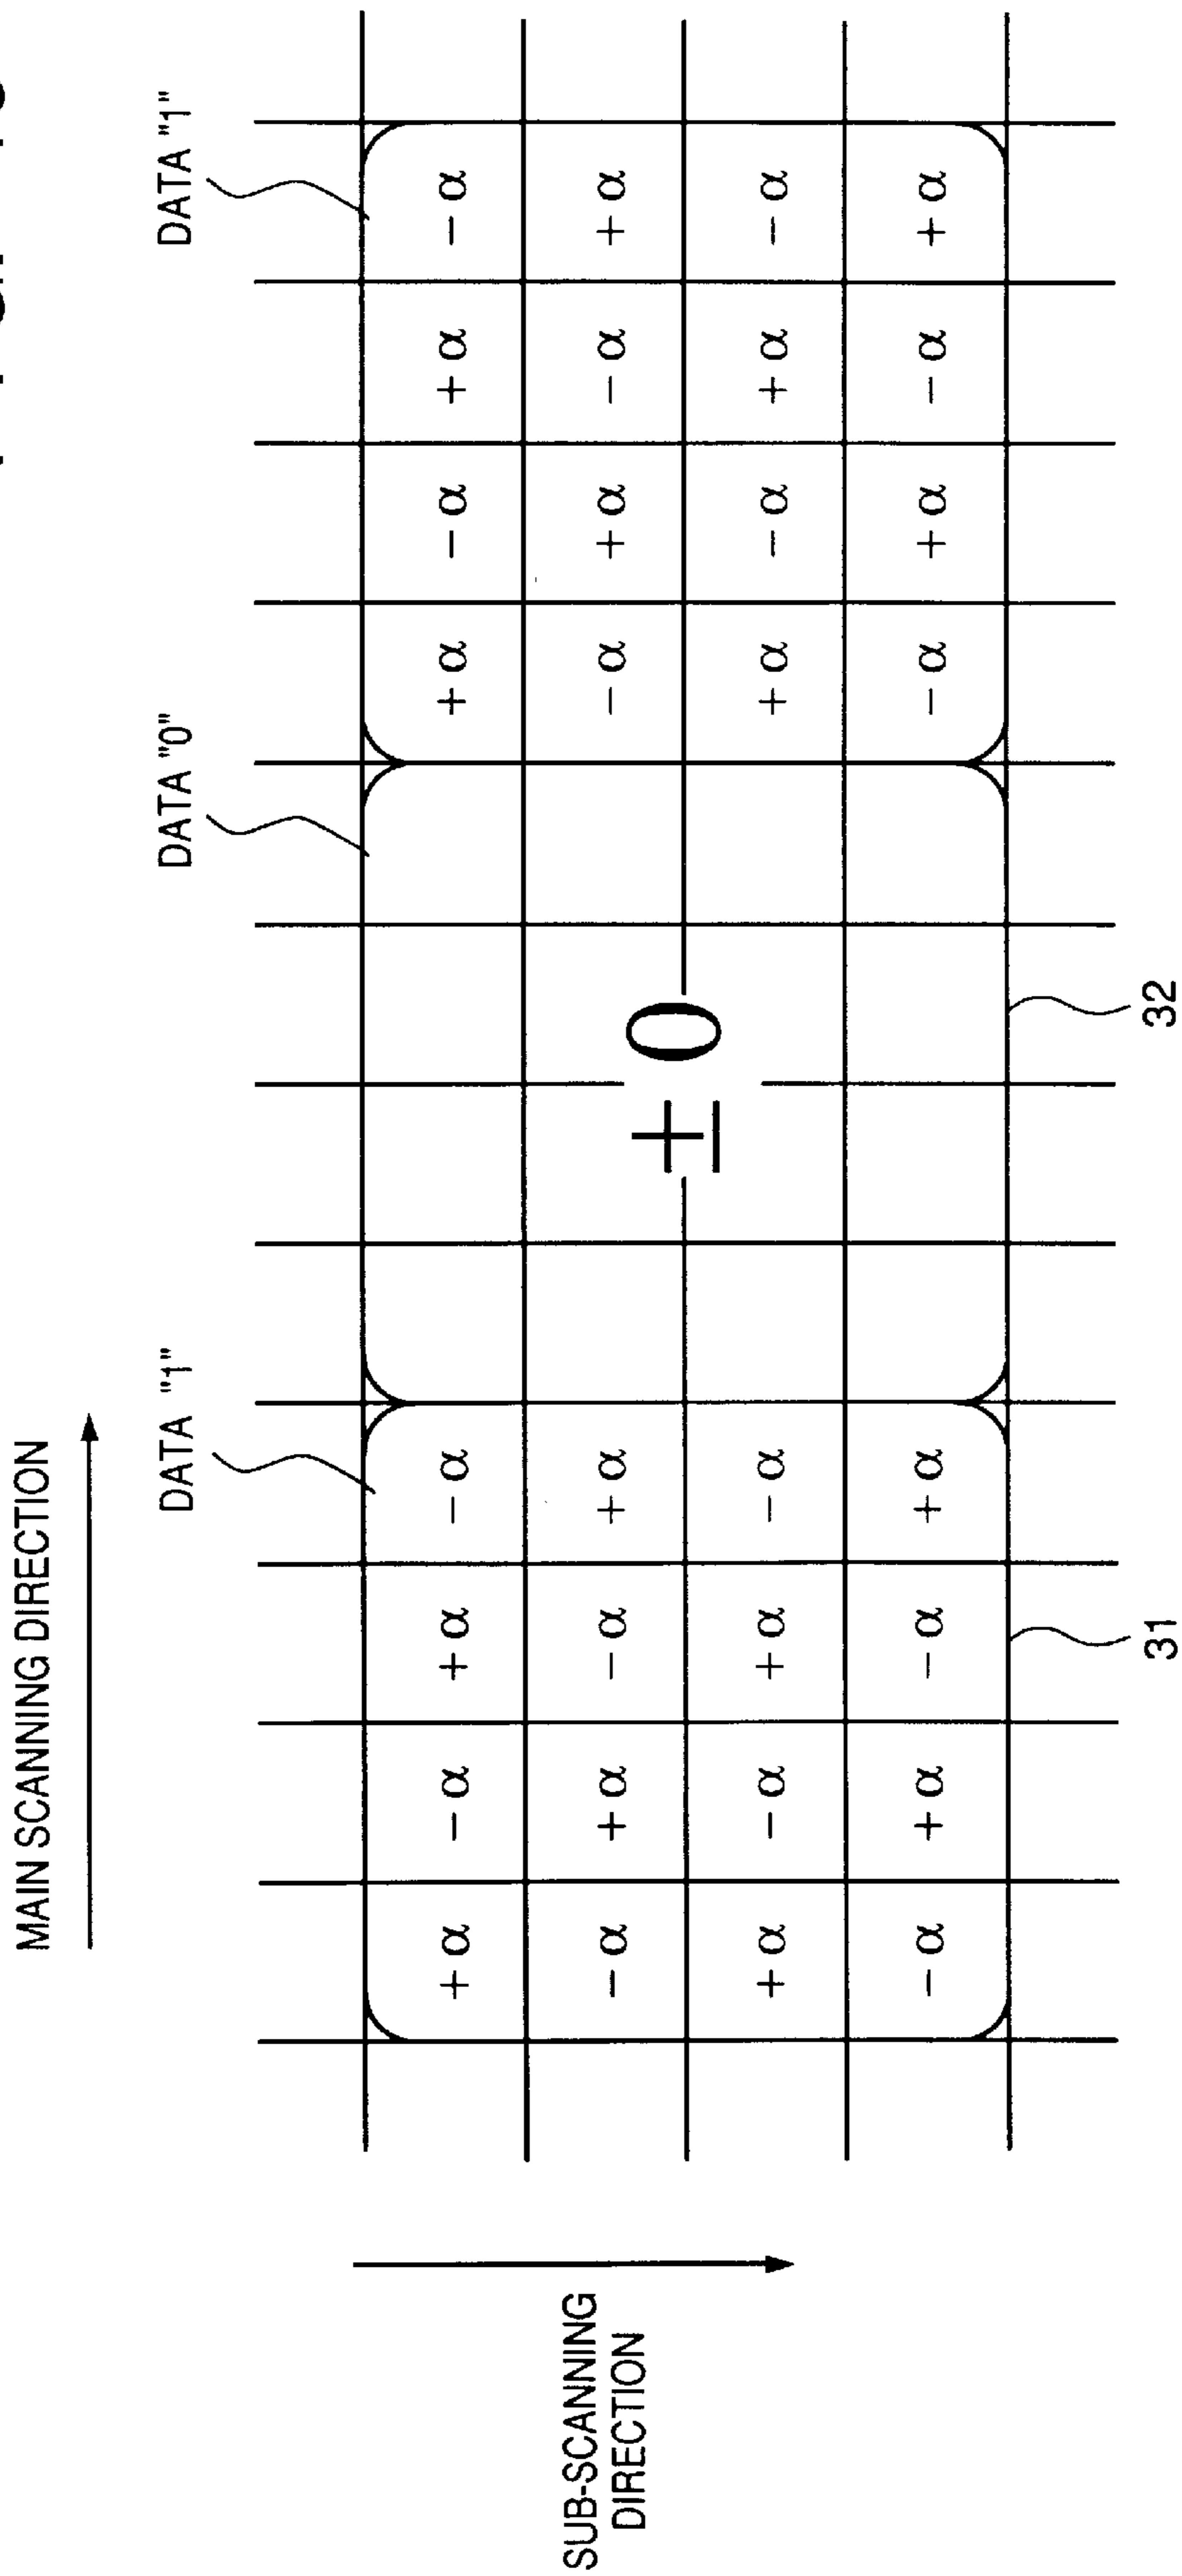 MAIN SCANNING DIRECTION
DATA "1" DATA "0" DATA "1"
+α −α +α −α +α −α +α −α
−α +α −α +α −α +α −α +α
±0
+α −α +α −α +α −α +α −α
−α +α −α +α −α +α −α +α
SUB-SCANNING
DIRECTION
31 32